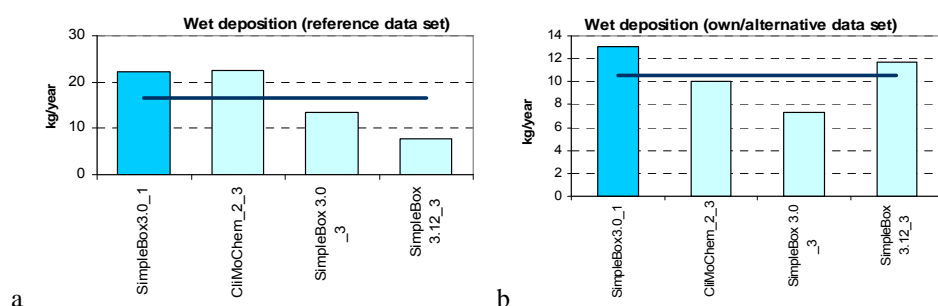 Wet deposition (reference data set)
kg/year
30
20
10
0
SimpleBox3.0_1
CliMoChem_2_3
SimpleBox 3.0
_3
SimpleBox
3.12_3
a
Wet deposition (own/alternative data set)
kg/year
14
12
10
8
6
4
2
0
SimpleBox3.0_1
CliMoChem_2_3
SimpleBox 3.0
_3
SimpleBox
3.12_3
b